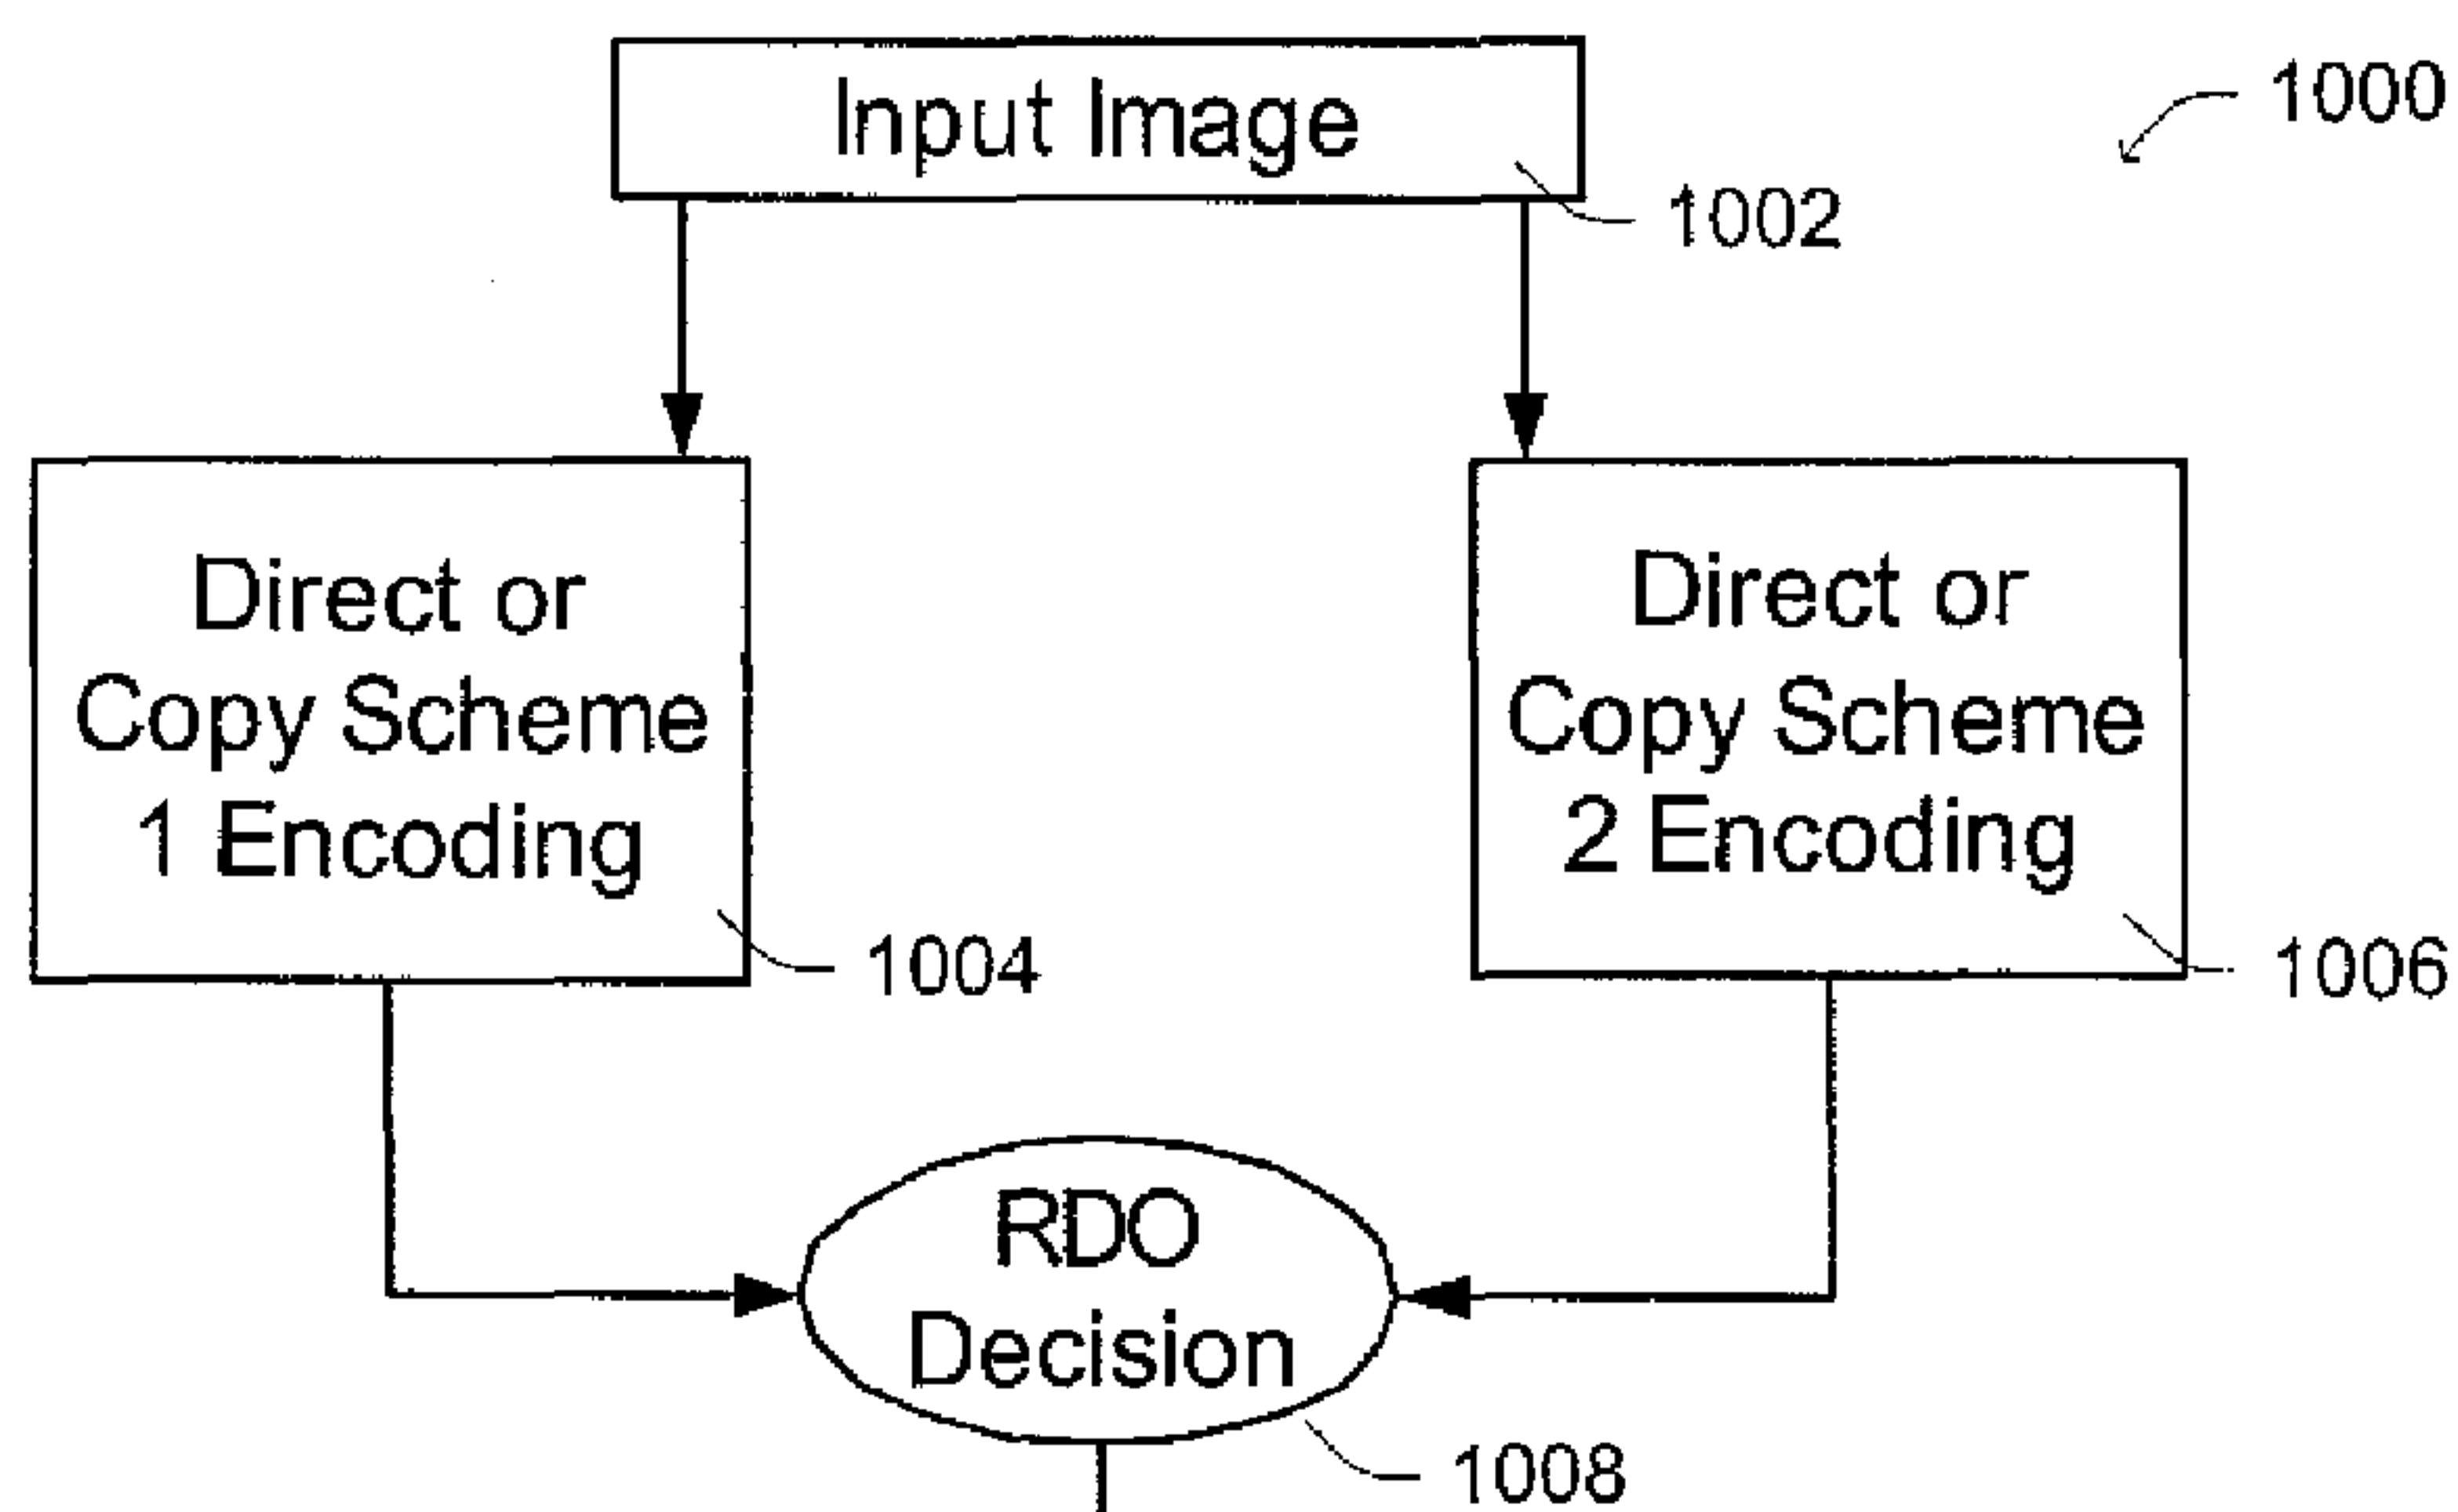 Input Image
1000
1002
Direct or
Copy Scheme
1 Encoding
1004
Direct or
Copy Scheme
2 Encoding
1006
RDO
Decision
1008